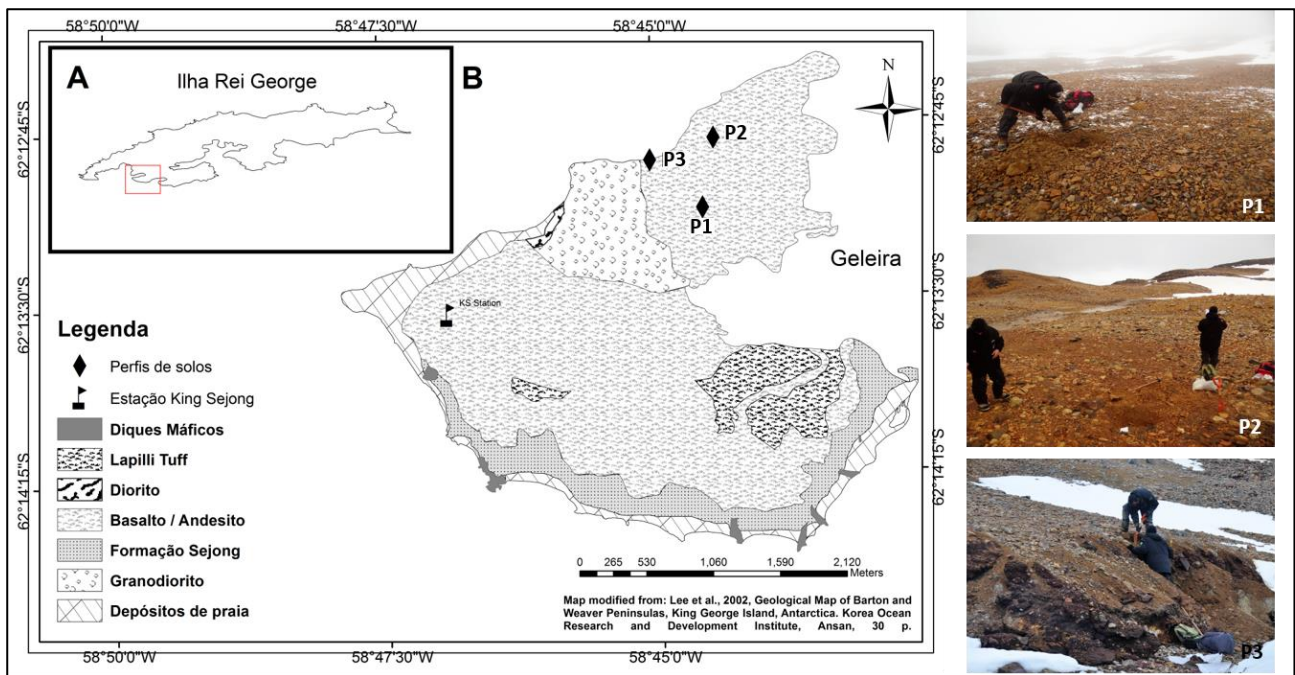 58°50'0"W 58°47'30"W 58°45'0"W
A
Ilha Rei George
B
N
62°12'45"S
62°12'45"S
P2
P3
P1
Geleira
62°13'30"S
62°13'30"S
KS Station
Legenda
Perfis de solos
Estação King Sejong
Diques Máficos
Lapilli Tuff
Diorito
Basalto / Andesito
Formação Sejong
Granodiorito
Depósitos de praia
62°14'15"S
62°14'15"S
0 265 530 1,060 1,590 2,120
Meters
Map modified from: Lee et al., 2002, Geological Map of Barton and
Weaver Peninsulas, King George Island, Antarctica. Korea Ocean
Research and Development Institute, Ansan, 30 p.
58°50'0"W 58°47'30"W 58°45'0"W
P1
P2
P3